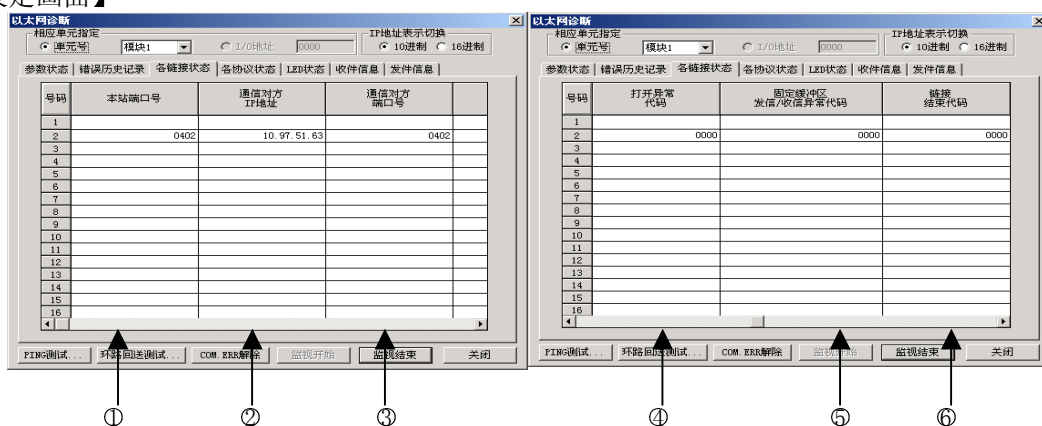 定画面】
以太网诊断
相应单元指定
单元号 模块1 I/O地址 0000
IP地址表示切换
10进制 16进制
参数状态 错误历史记录 各链接状态 各协议状态 LED状态 收件信息 发件信息
号码 本站端口号 通信对方IP地址 通信对方端口号
1
2 0402 10.97.51.63 0402
3
4
5
6
7
8
9
10
11
12
13
14
15
16
PING测试... 环路回送测试... COM.ERR解除 监视开始 监视结束 关闭
① ② ③
以太网诊断
相应单元指定
单元号 模块1 I/O地址 0000
IP地址表示切换
10进制 16进制
参数状态 错误历史记录 各链接状态 各协议状态 LED状态 收件信息 发件信息
号码 打开异常代码 固定缓冲区发信/收信异常代码 链接结束代码
1
2 0000 0000 0000
3
4
5
6
7
8
9
10
11
12
13
14
15
16
PING测试... 环路回送测试... COM.ERR解除 监视开始 监视结束 关闭
④ ⑤ ⑥